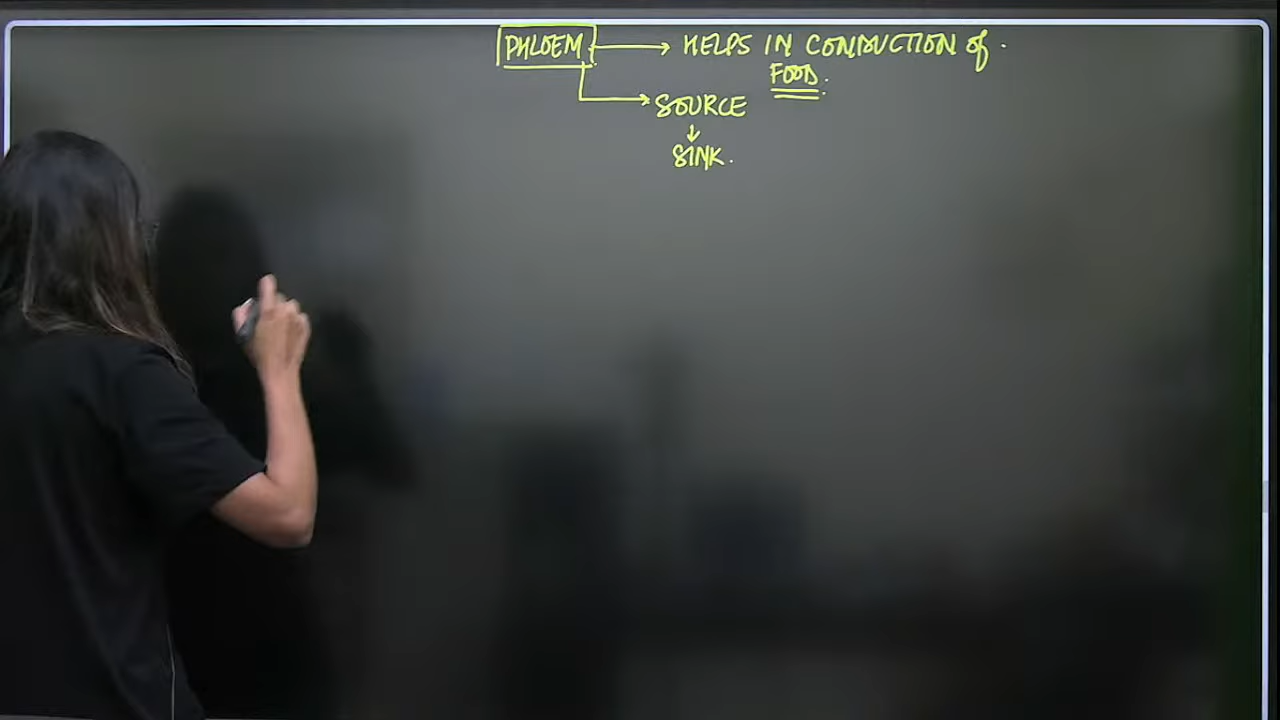 PHLOEM → HELPS IN CONDUCTION of
FOOD.
→ SOURCE
↓
SINK.